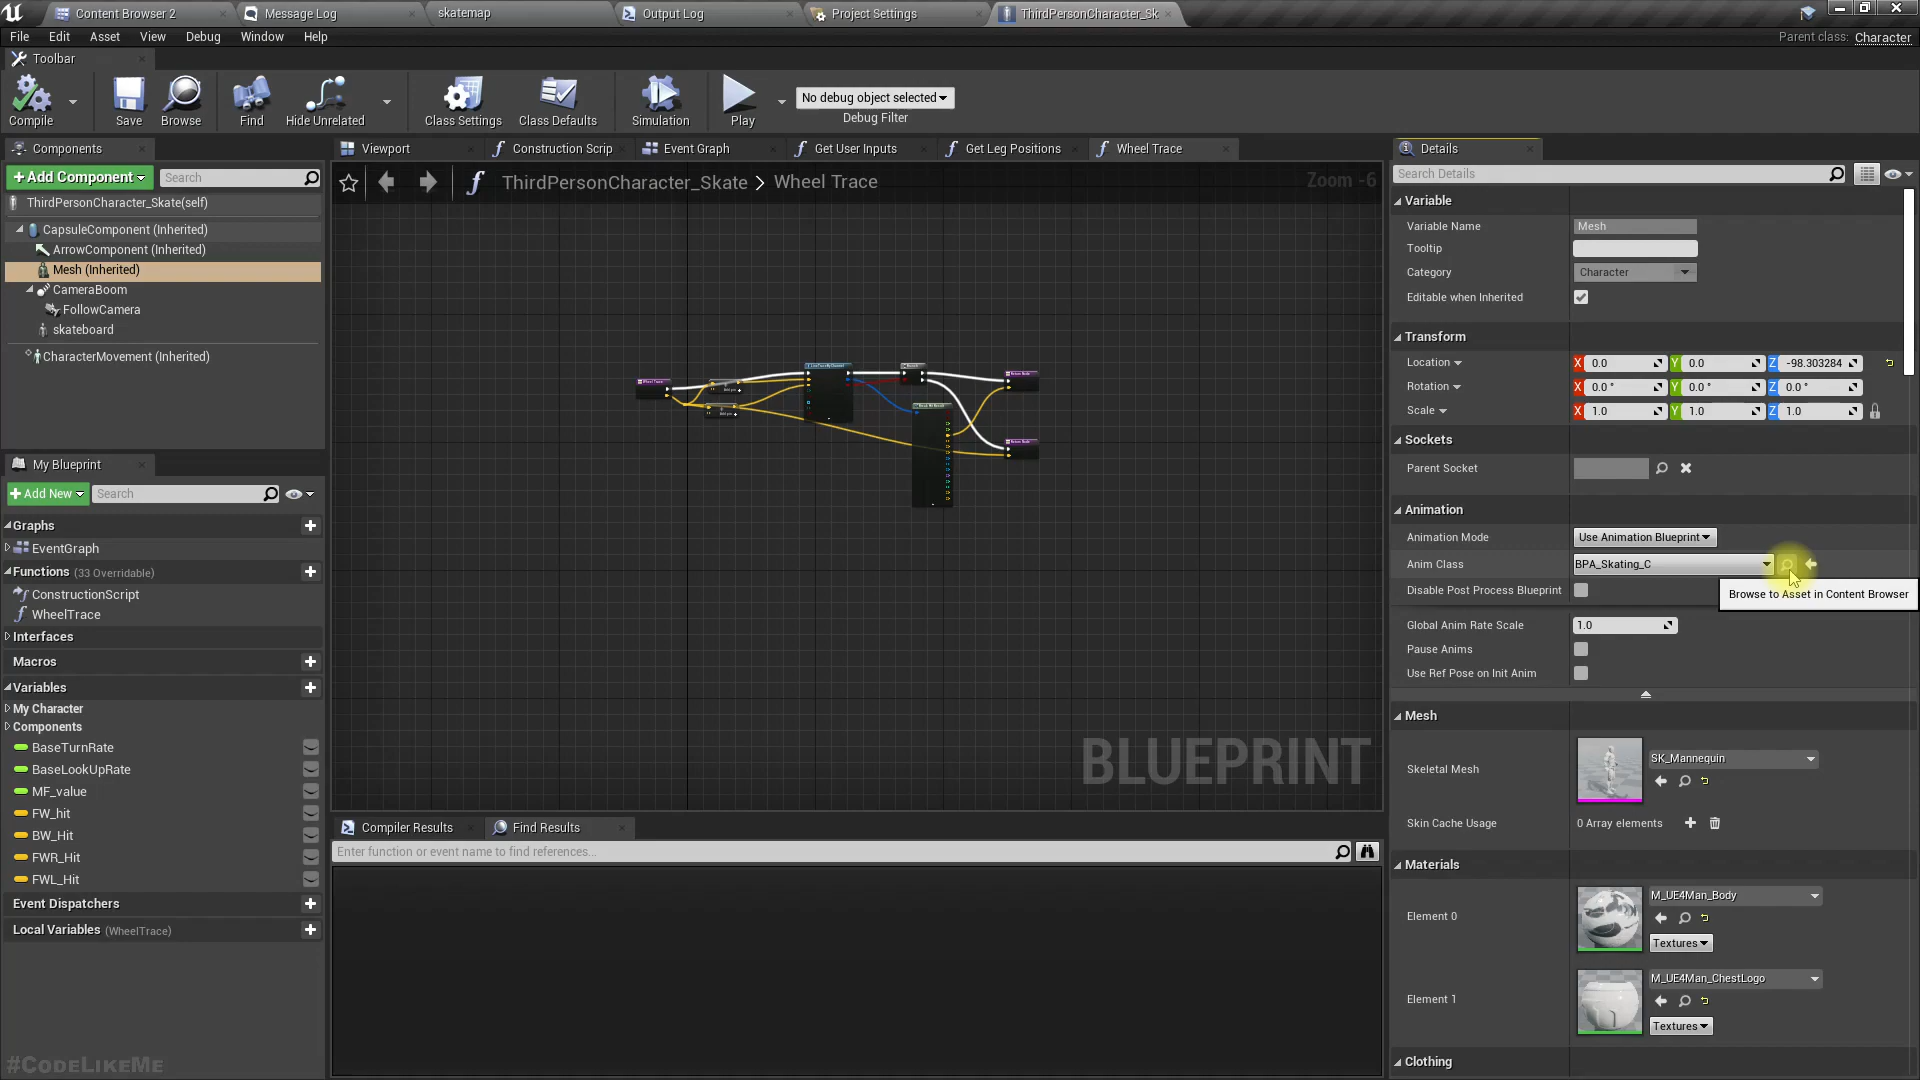 Content Browser 2
Message Log
skatemap
Output Log
Project Settings
ThirdPersonCharacter_Sk
File Edit Asset View Debug Window Help
Parent class: Character
Toolbar
Compile
Save
Browse
Find
Hide Unrelated
Class Settings
Class Defaults
Simulation
Play
No debug object selected
Debug Filter
Components
+Add Component
Search
ThirdPersonCharacter_Skate(self)
CapsuleComponent (Inherited)
ArrowComponent (Inherited)
Mesh (Inherited)
CameraBoom
FollowCamera
skateboard
CharacterMovement (Inherited)
My Blueprint
+Add New
Search
Graphs
EventGraph
Functions (33 Overridable)
ConstructionScript
WheelTrace
Interfaces
Macros
Variables
My Character
Components
BaseTurnRate
BaseLookUpRate
MF_value
FW_hit
BW_Hit
FWR_Hit
FWL_Hit
Event Dispatchers
Local Variables (WheelTrace)
#CodeLikeMe
Viewport
Construction Scrip
Event Graph
Get User Inputs
Get Leg Positions
Wheel Trace
ThirdPersonCharacter_Skate > Wheel Trace
Zoom -6
BLUEPRINT
Compiler Results
Find Results
Enter function or event name to find references...
Details
Search Details
Variable
Variable Name Mesh
Tooltip
Category Character
Editable when Inherited
Transform
Location X 0.0 Y 0.0 Z -98.303284
Rotation X 0.0 ° Y 0.0 ° Z 0.0 °
Scale X 1.0 Y 1.0 Z 1.0
Sockets
Parent Socket
Animation
Animation Mode Use Animation Blueprint
Anim Class BPA_Skating_C
Disable Post Process Blueprint
Browse to Asset in Content Browser
Global Anim Rate Scale 1.0
Pause Anims
Use Ref Pose on Init Anim
Mesh
Skeletal Mesh SK_Mannequin
Skin Cache Usage 0 Array elements
Materials
Element 0 M_UE4Man_Body
Textures
Element 1 M_UE4Man_ChestLogo
Textures
Clothing